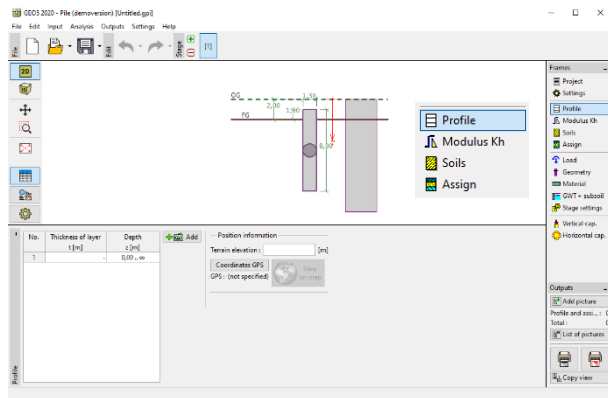 GEO5 2020 - Pile (demoversion) [Untitled.gpi]
File Edit Input Analysis Outputs Settings Help
File
Edit
Stage
[1]
2D
OG
1,30
2,00
1,90
FG
8,00
Profile
Modulus Kh
Soils
Assign
Frames
Project
Settings
Profile
Modulus Kh
Soils
Assign
Load
Geometry
Material
GWT + subsoil
Stage settings
Vertical cap.
Horizontal cap.
No. Thickness of layer Depth
t [m] z [m]
1 - 0,00 .. ∞
Add
Position information
Terrain elevation : [m]
Coordinates GPS
GPS : (not specified)
View
on map
Profile
Outputs
Add picture
Profile and assi... : 0
Total : 0
List of pictures
Copy view